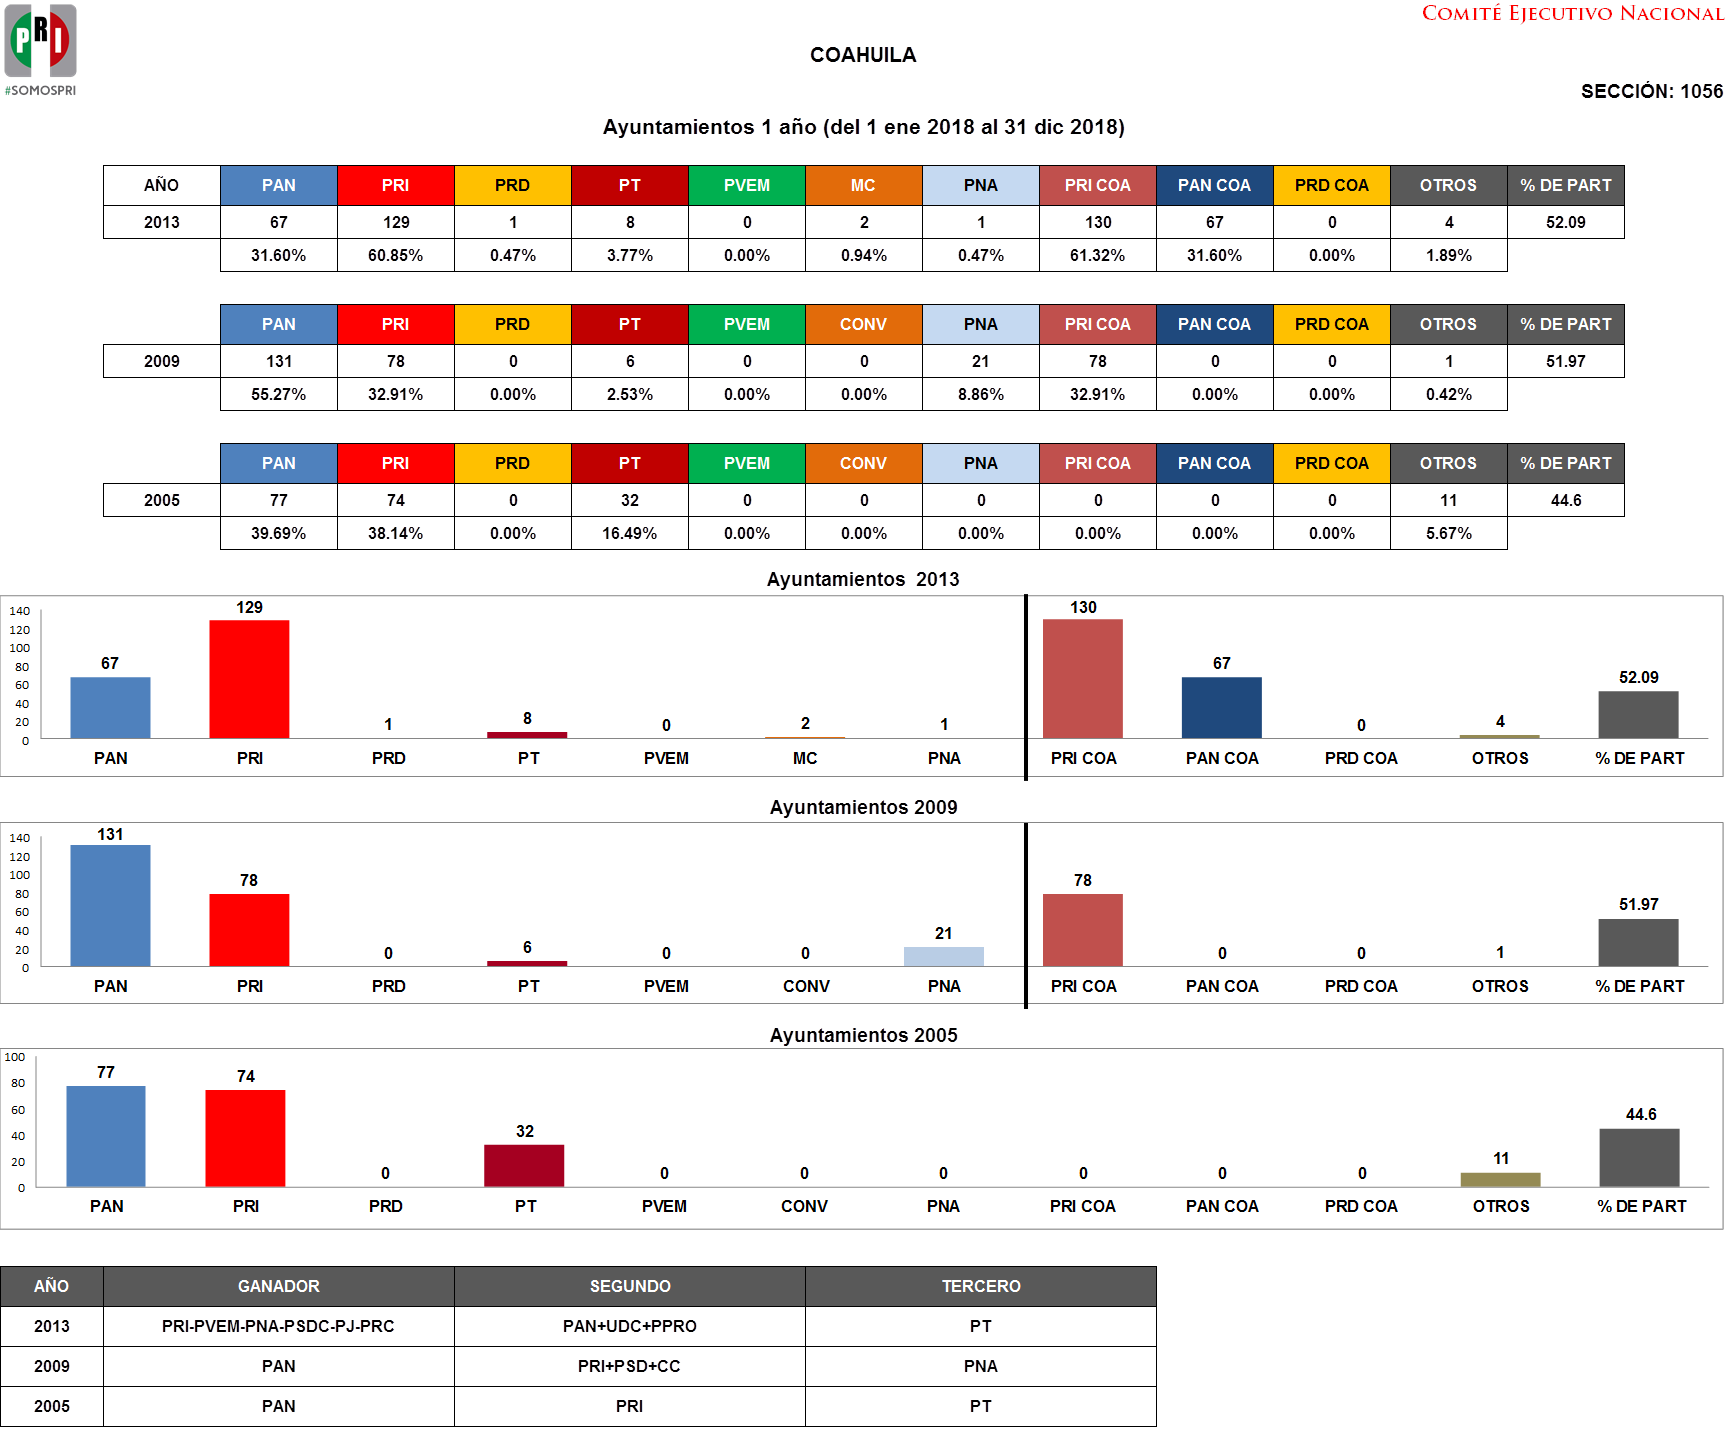 COMITÉ EJECUTIVO NACIONAL
PRI
#SOMOSPRI
COAHUILA
SECCIÓN: 1056
Ayuntamientos 1 año (del 1 ene 2018 al 31 dic 2018)
AÑO PAN PRI PRD PT PVEM MC PNA PRI COA PAN COA PRD COA OTROS % DE PART
2013 67 129 1 8 0 2 1 130 67 0 4 52.09
31.60% 60.85% 0.47% 3.77% 0.00% 0.94% 0.47% 61.32% 31.60% 0.00% 1.89%
PAN PRI PRD PT PVEM CONV PNA PRI COA PAN COA PRD COA OTROS % DE PART
2009 131 78 0 6 0 0 21 78 0 0 1 51.97
55.27% 32.91% 0.00% 2.53% 0.00% 0.00% 8.86% 32.91% 0.00% 0.00% 0.42%
PAN PRI PRD PT PVEM CONV PNA PRI COA PAN COA PRD COA OTROS % DE PART
2005 77 74 0 32 0 0 0 0 0 0 11 44.6
39.69% 38.14% 0.00% 16.49% 0.00% 0.00% 0.00% 0.00% 0.00% 0.00% 5.67%
Ayuntamientos 2013
140
120
100
80
60
40
20
0
67 129 1 8 0 2 1 130 67 0 4 52.09
PAN PRI PRD PT PVEM MC PNA PRI COA PAN COA PRD COA OTROS % DE PART
Ayuntamientos 2009
140
120
100
80
60
40
20
0
131 78 0 6 0 0 21 78 0 0 1 51.97
PAN PRI PRD PT PVEM CONV PNA PRI COA PAN COA PRD COA OTROS % DE PART
Ayuntamientos 2005
100
80
60
40
20
0
77 74 0 32 0 0 0 0 0 0 11 44.6
PAN PRI PRD PT PVEM CONV PNA PRI COA PAN COA PRD COA OTROS % DE PART
AÑO GANADOR SEGUNDO TERCERO
2013 PRI-PVEM-PNA-PSDC-PJ-PRC PAN+UDC+PPRO PT
2009 PAN PRI+PSD+CC PNA
2005 PAN PRI PT